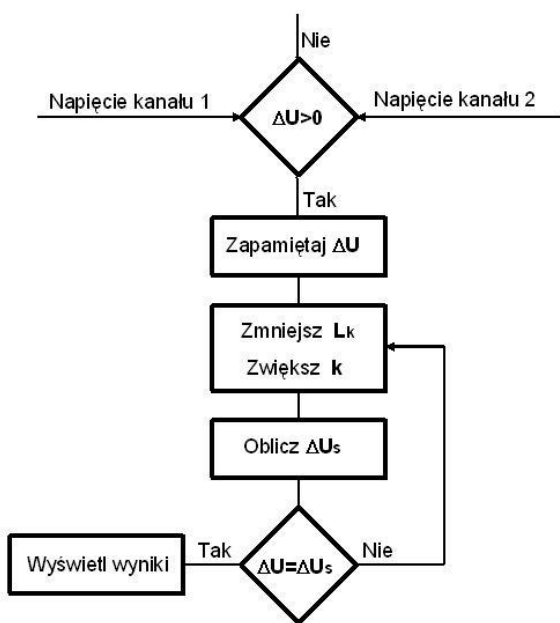 Nie
Napięcie kanału 1
Napięcie kanału 2
ΔU>0
Tak
Zapamiętaj ΔU
Zmniejsz Lk
Zwiększ k
Oblicz ΔUs
Wyświetl wyniki
Tak
ΔU=ΔUs
Nie